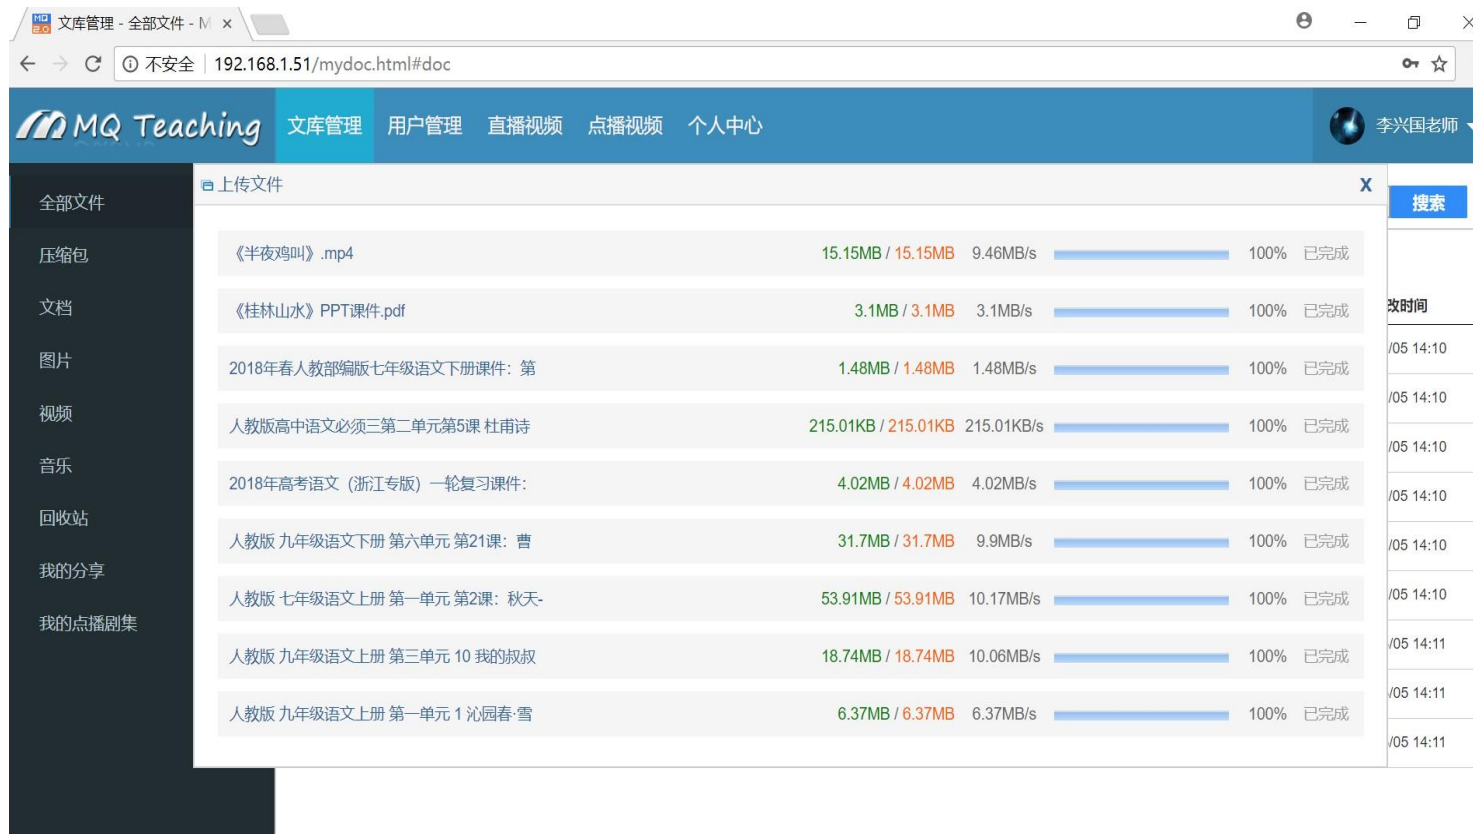 文库管理 - 全部文件 - M
不安全 192.168.1.51/mydoc.html#doc
MQ Teaching 文库管理 用户管理 直播视频 点播视频 个人中心 李兴国老师
全部文件
压缩包
文档
图片
视频
音乐
回收站
我的分享
我的点播剧集
上传文件 X
搜索
《半夜鸡叫》.mp4 15.15MB / 15.15MB 9.46MB/s 100% 已完成
《桂林山水》PPT课件.pdf 3.1MB / 3.1MB 3.1MB/s 100% 已完成
2018年春人教部编版七年级语文下册课件：第 1.48MB / 1.48MB 1.48MB/s 100% 已完成
人教版高中语文必须三第二单元第5课 杜甫诗 215.01KB / 215.01KB 215.01KB/s 100% 已完成
2018年高考语文（浙江专版）一轮复习课件： 4.02MB / 4.02MB 4.02MB/s 100% 已完成
人教版 九年级语文下册 第六单元 第21课：曹 31.7MB / 31.7MB 9.9MB/s 100% 已完成
人教版 七年级语文上册 第一单元 第2课：秋天- 53.91MB / 53.91MB 10.17MB/s 100% 已完成
人教版 九年级语文上册 第三单元 10 我的叔叔 18.74MB / 18.74MB 10.06MB/s 100% 已完成
人教版 九年级语文上册 第一单元 1 沁园春·雪 6.37MB / 6.37MB 6.37MB/s 100% 已完成
改时间
/05 14:10
/05 14:10
/05 14:10
/05 14:10
/05 14:10
/05 14:10
/05 14:11
/05 14:11
/05 14:11